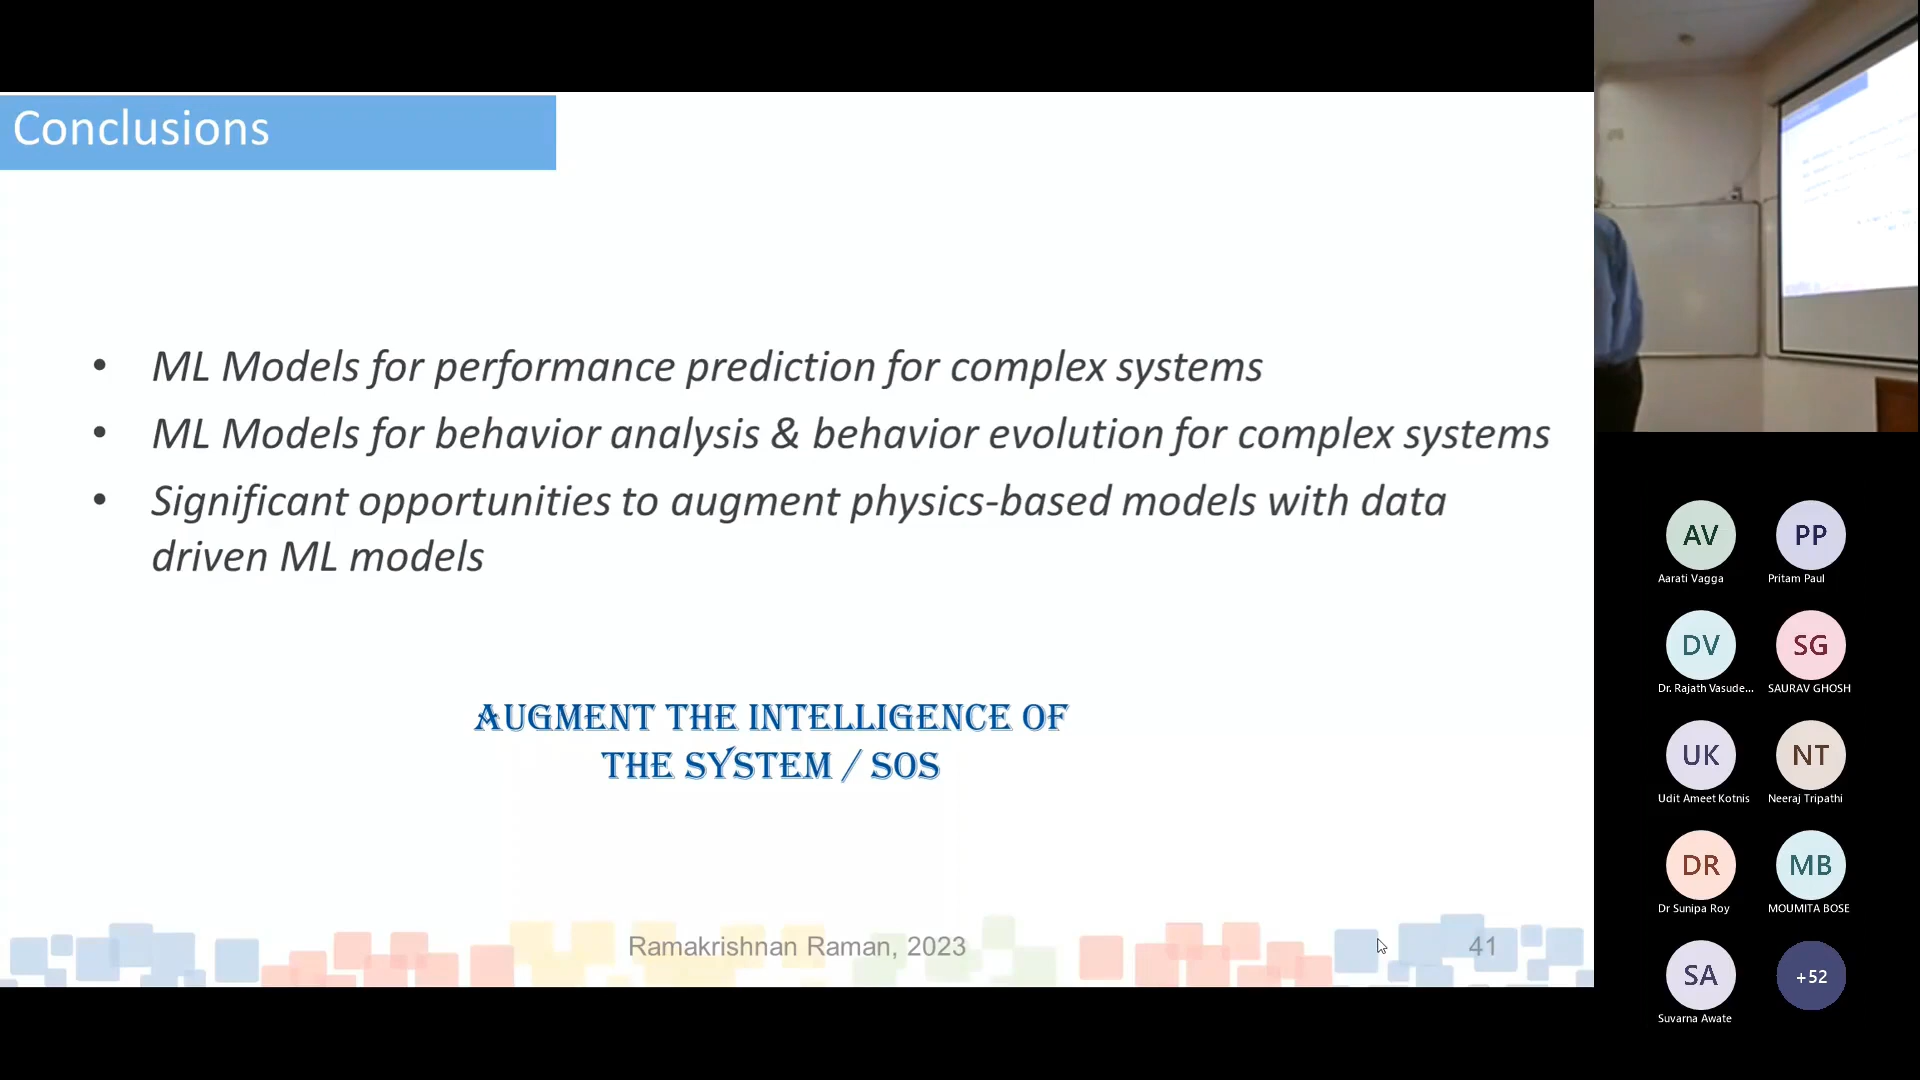 Conclusions
• ML Models for performance prediction for complex systems
• ML Models for behavior analysis & behavior evolution for complex systems
• Significant opportunities to augment physics-based models with data
driven ML models
AUGMENT THE INTELLIGENCE OF
THE SYSTEM / SOS
Ramakrishnan Raman, 2023
41
AV
Aarati Vagga
PP
Pritam Paul
DV
Dr. Rajath Vasude...
SG
SAURAV GHOSH
UK
Udit Ameet Kotnis
NT
Neeraj Tripathi
DR
Dr Sunipa Roy
MB
MOUMITA BOSE
SA
Suvarna Awate
+52